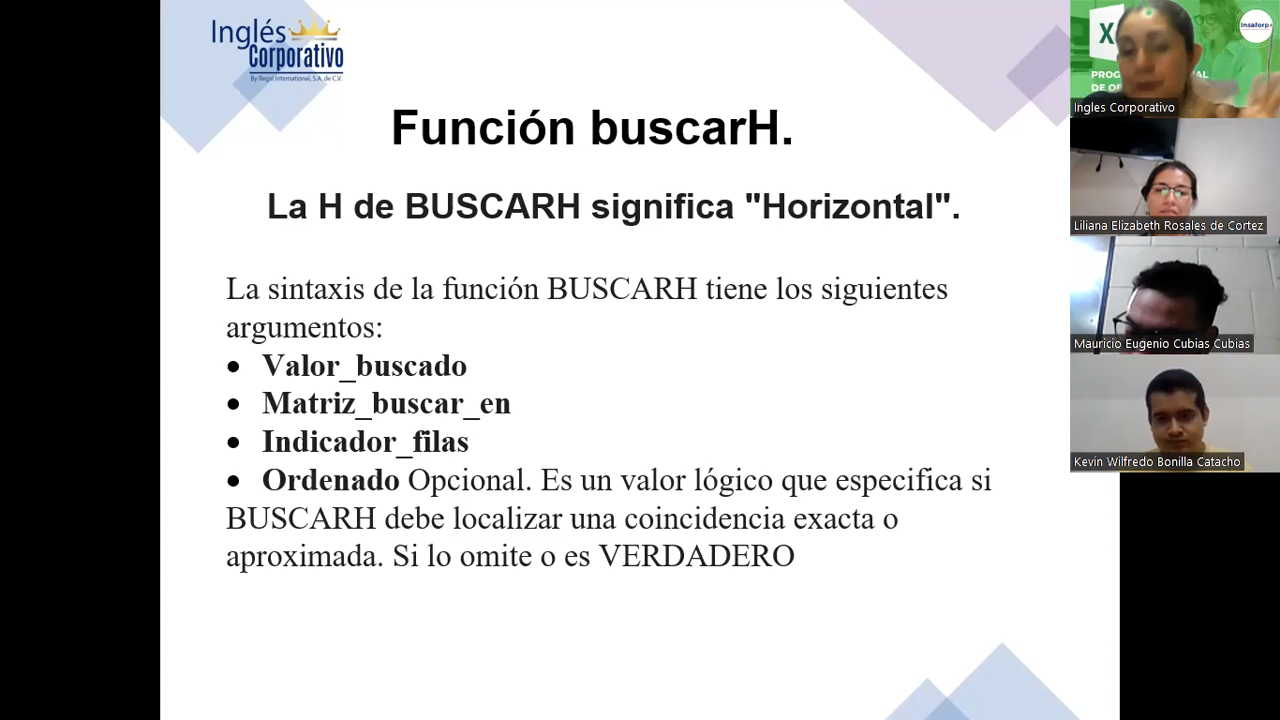 Inglés
Corporativo
By Regal International, S.A. de C.V.
Función buscarH.
La H de BUSCARH significa "Horizontal".
La sintaxis de la función BUSCARH tiene los siguientes
argumentos:
• Valor_buscado
• Matriz_buscar_en
• Indicador_filas
• Ordenado Opcional. Es un valor lógico que especifica si
BUSCARH debe localizar una coincidencia exacta o
aproximada. Si lo omite o es VERDADERO
X
Insaforp
Ingles Corporativo
Liliana Elizabeth Rosales de Cortez
Mauricio Eugenio Cubias Cubias
Kevin Wilfredo Bonilla Catacho